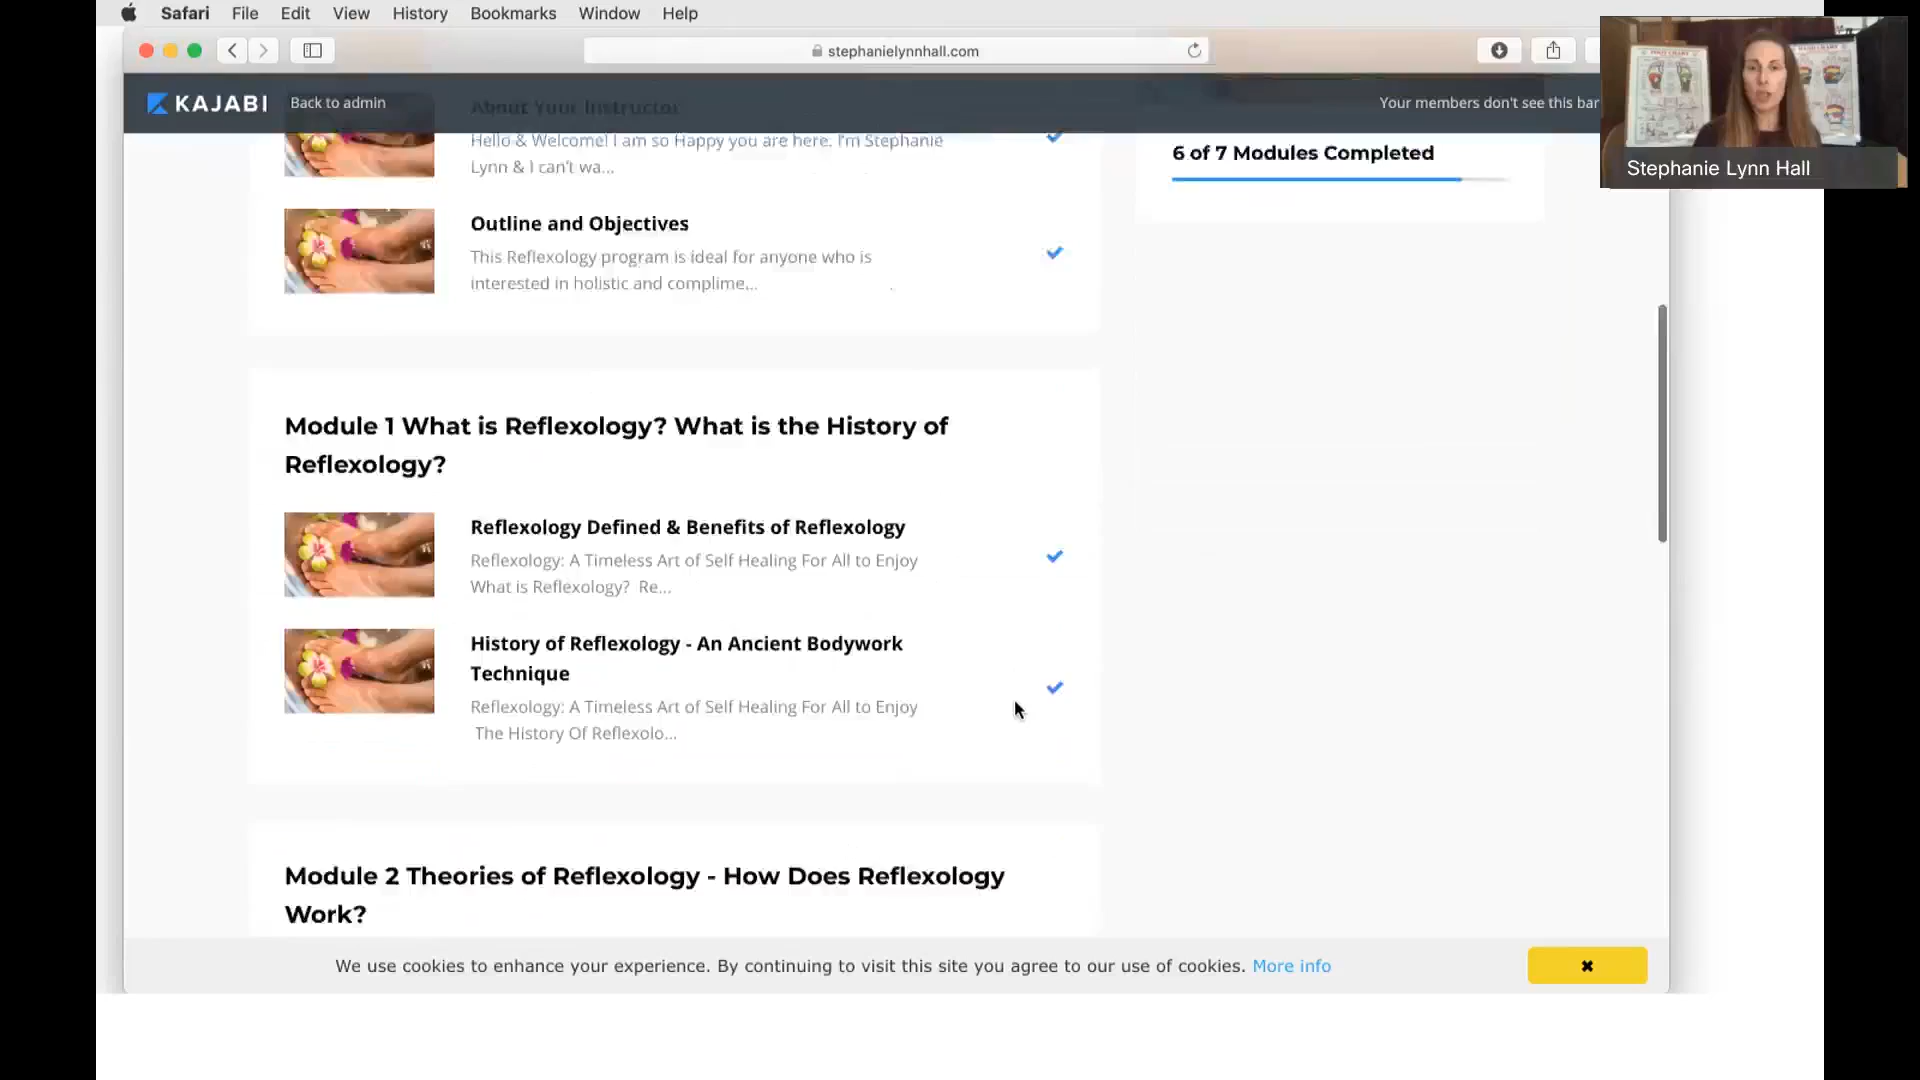 Safari File Edit View History Bookmarks Window Help
stephanielynnhall.com
KAJABI Back to admin Your members don't see this bar
About Your Instructor
Hello & Welcome! I am so Happy you are here. I'm Stephanie
Lynn & I can't wa...
6 of 7 Modules Completed
Stephanie Lynn Hall
Outline and Objectives
This Reflexology program is ideal for anyone who is
interested in holistic and complime...
Module 1 What is Reflexology? What is the History of
Reflexology?
Reflexology Defined & Benefits of Reflexology
Reflexology: A Timeless Art of Self Healing For All to Enjoy
What is Reflexology? Re...
History of Reflexology - An Ancient Bodywork
Technique
Reflexology: A Timeless Art of Self Healing For All to Enjoy
The History Of Reflexolo...
Module 2 Theories of Reflexology - How Does Reflexology
Work?
We use cookies to enhance your experience. By continuing to visit this site you agree to our use of cookies. More info